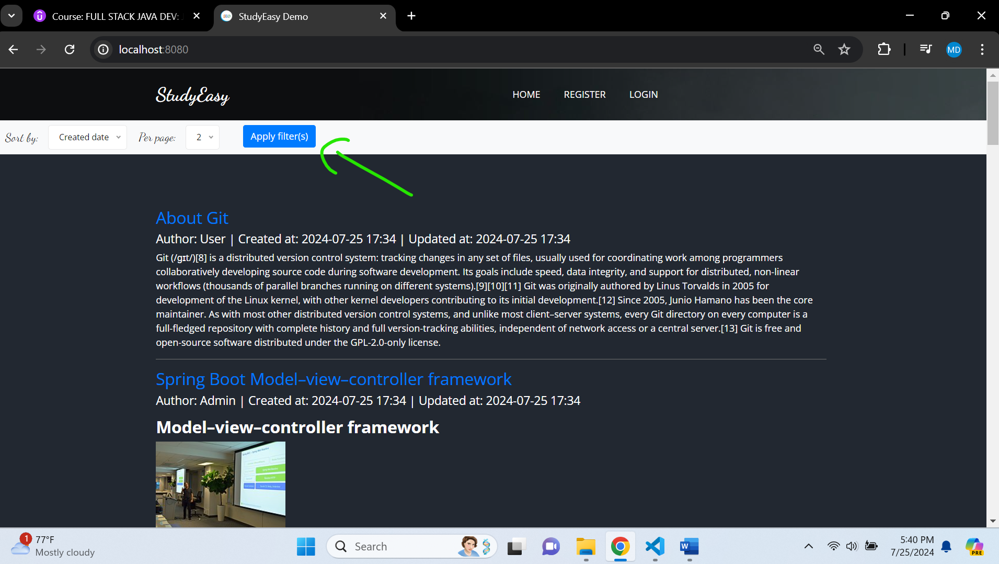 Course: FULL STACK JAVA DEV:
StudyEasy Demo
localhost:8080
MD
StudyEasy
HOME REGISTER LOGIN
Sort by: Created date Per page: 2 Apply filter(s)
About Git
Author: User | Created at: 2024-07-25 17:34 | Updated at: 2024-07-25 17:34
Git (/ɡɪt/)[8] is a distributed version control system: tracking changes in any set of files, usually used for coordinating work among programmers
collaboratively developing source code during software development. Its goals include speed, data integrity, and support for distributed, non-linear
workflows (thousands of parallel branches running on different systems).[9][10][11] Git was originally authored by Linus Torvalds in 2005 for
development of the Linux kernel, with other kernel developers contributing to its initial development.[12] Since 2005, Junio Hamano has been the core
maintainer. As with most other distributed version control systems, and unlike most client–server systems, every Git directory on every computer is a
full-fledged repository with complete history and full version-tracking abilities, independent of network access or a central server.[13] Git is free and
open-source software distributed under the GPL-2.0-only license.
Spring Boot Model–view–controller framework
Author: Admin | Created at: 2024-07-25 17:34 | Updated at: 2024-07-25 17:34
Model–view–controller framework
1
77°F
Mostly cloudy
Search
W
5:40 PM
7/25/2024
PRE